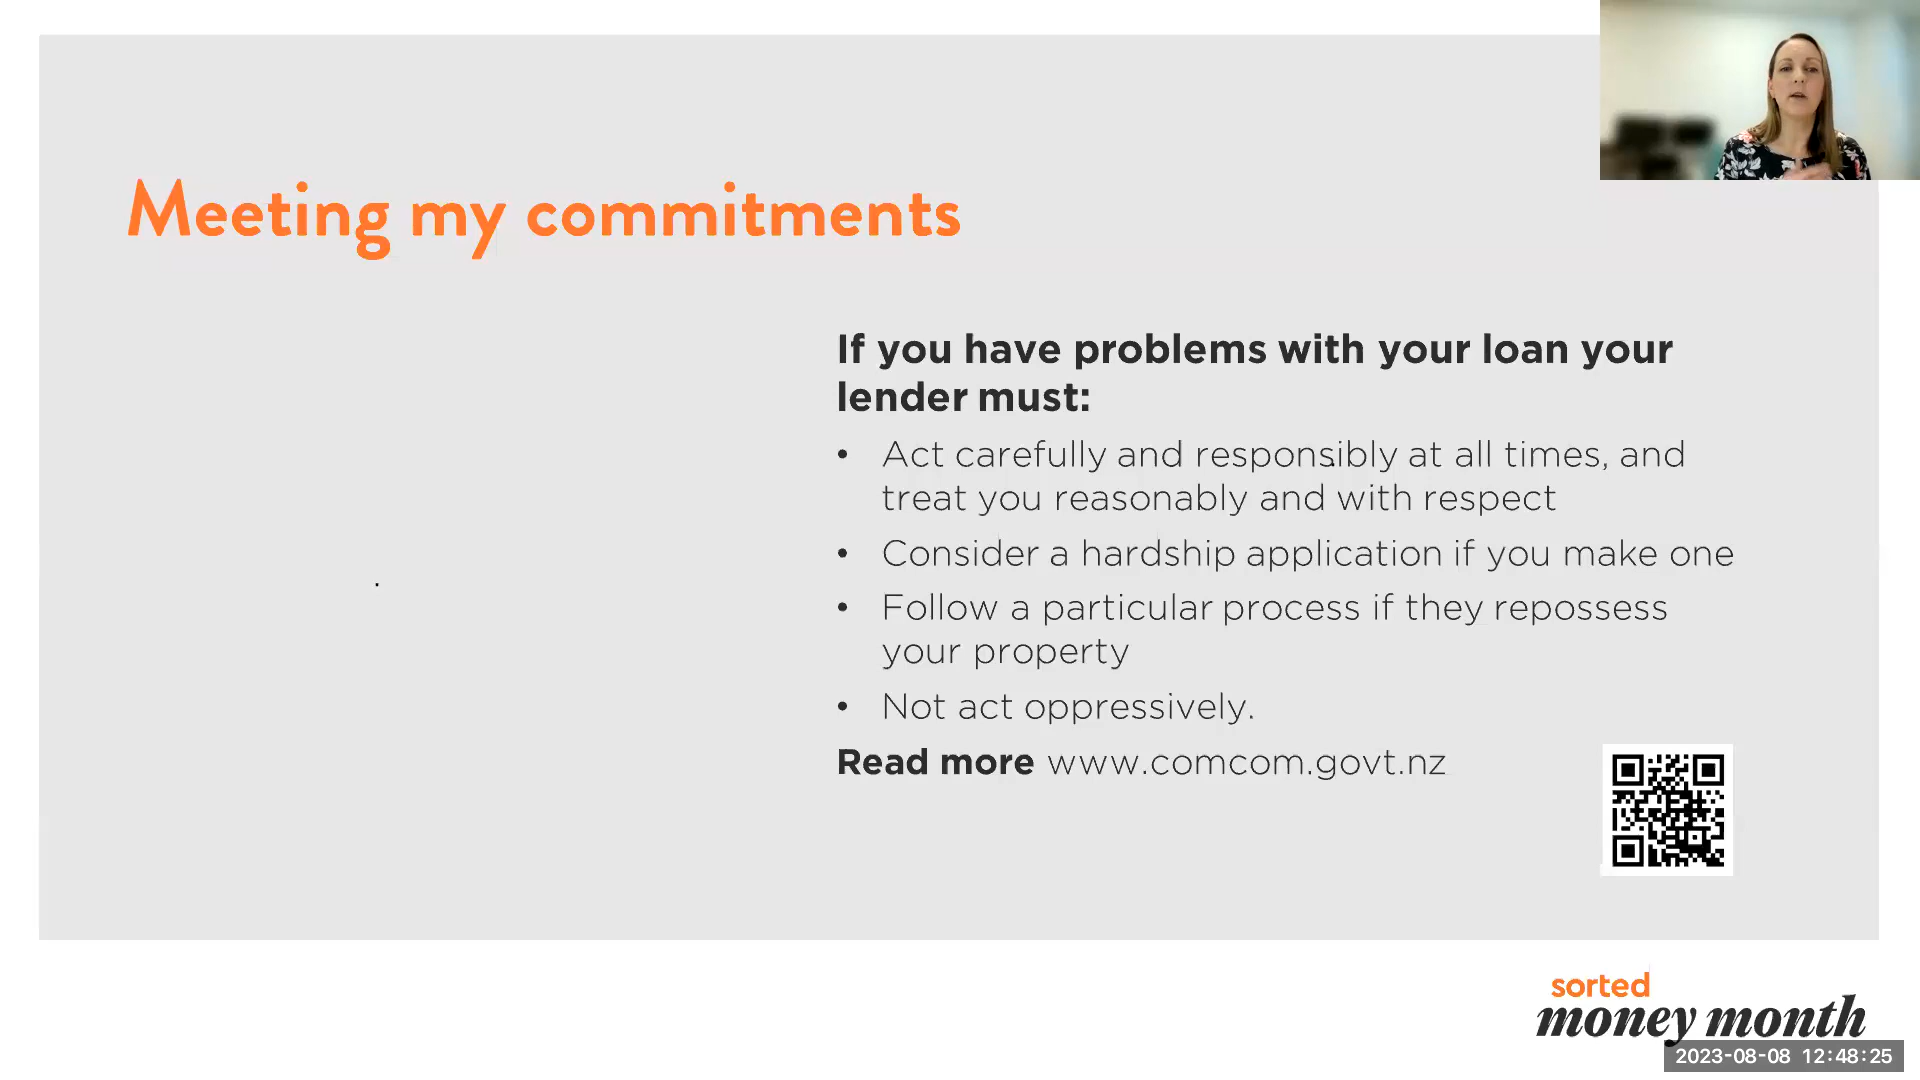 Meeting my commitments
If you have problems with your loan your
lender must:
• Act carefully and responsibly at all times, and
treat you reasonably and with respect
• Consider a hardship application if you make one
• Follow a particular process if they repossess
your property
• Not act oppressively.
Read more www.comcom.govt.nz
sorted
money month
2023-08-08 12:48:25